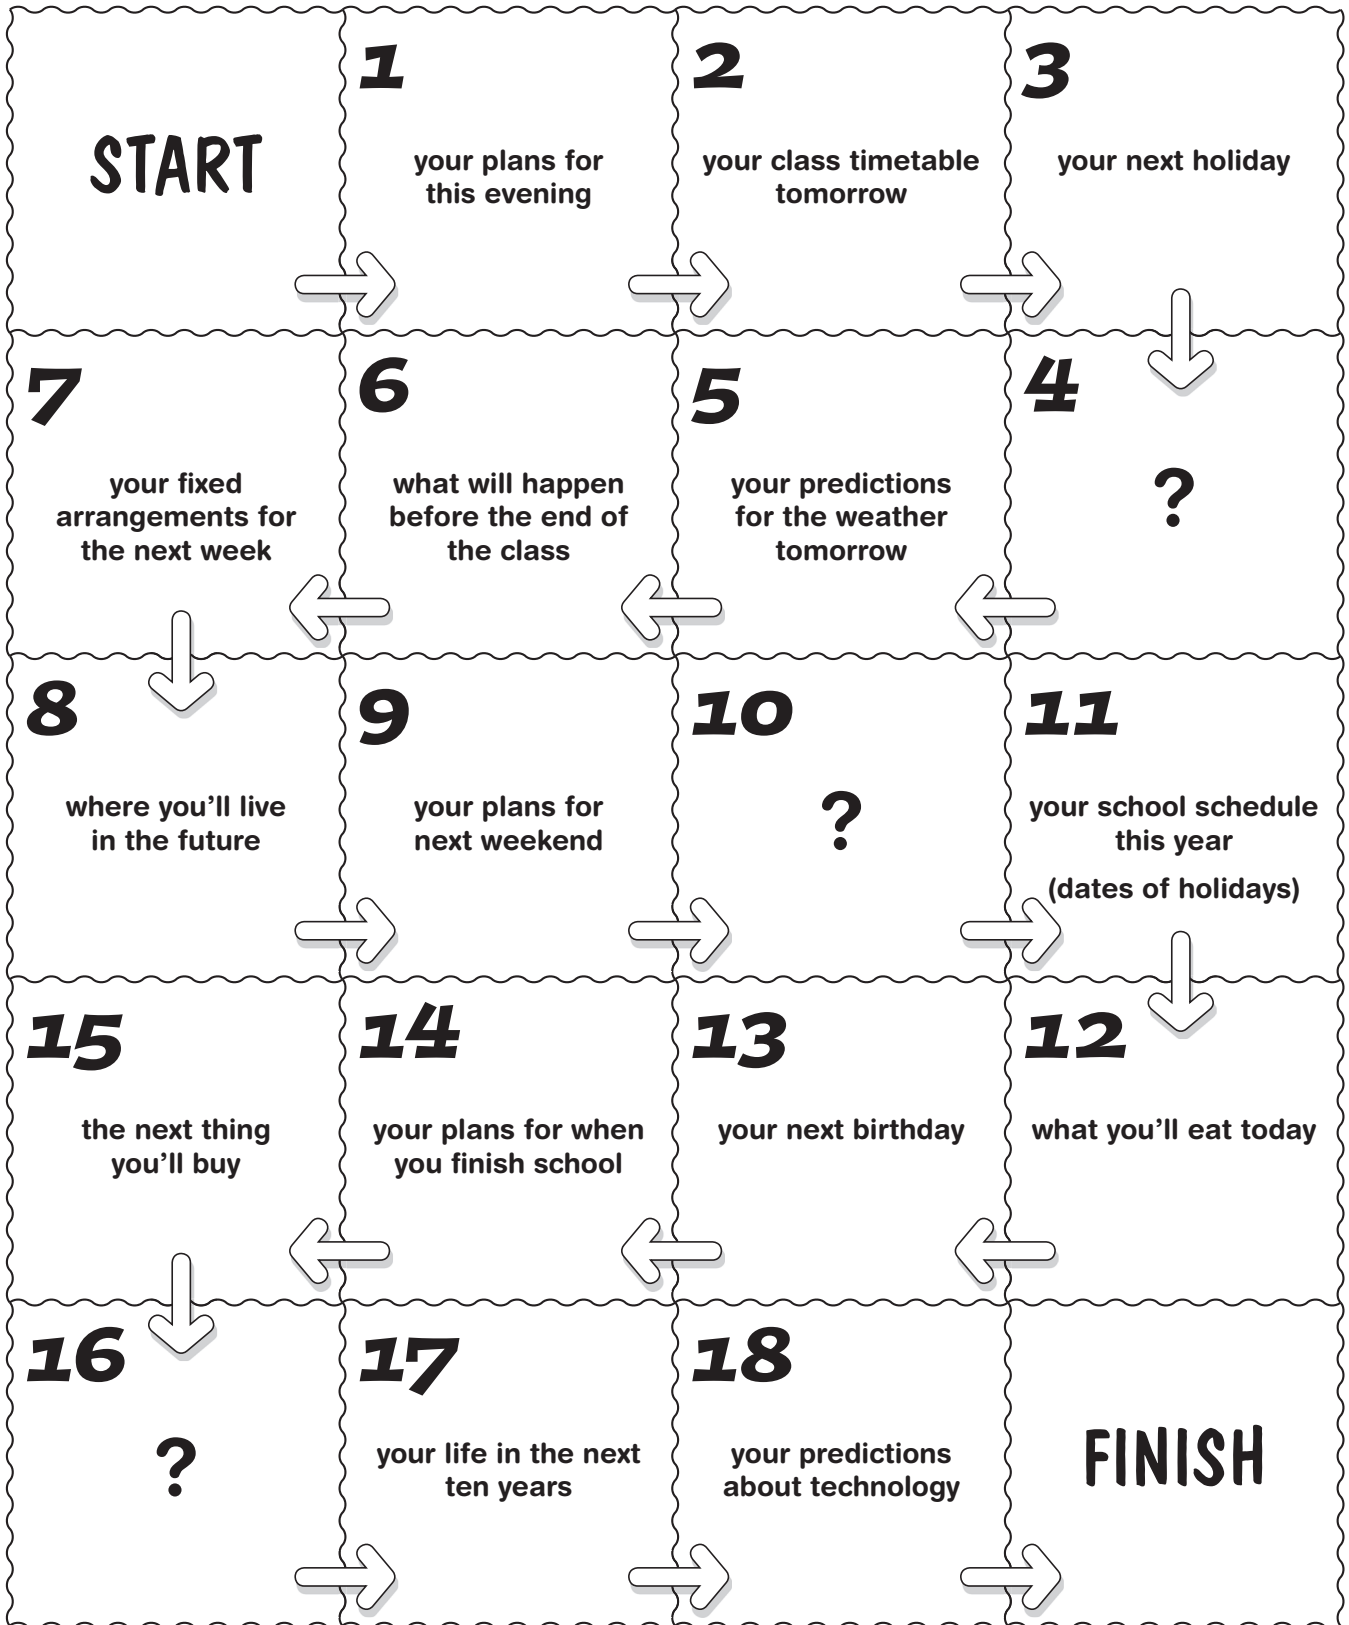 START
1
your plans for
this evening
2
your class timetable
tomorrow
3
your next holiday
4
?
5
your predictions
for the weather
tomorrow
6
what will happen
before the end of
the class
7
your fixed
arrangements for
the next week
8
where you’ll live
in the future
9
your plans for
next weekend
10
?
11
your school schedule
this year
(dates of holidays)
12
what you’ll eat today
13
your next birthday
14
your plans for when
you finish school
15
the next thing
you’ll buy
16
?
17
your life in the next
ten years
18
your predictions
about technology
FINISH